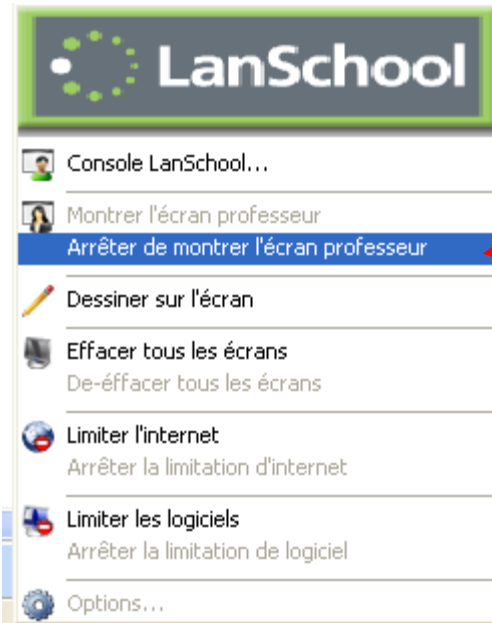 LanSchool
Console LanSchool...
Montrer l'écran professeur
Arrêter de montrer l'écran professeur
Dessiner sur l'écran
Effacer tous les écrans
De-éffacer tous les écrans
Limiter l'internet
Arrêter la limitation d'internet
Limiter les logiciels
Arrêter la limitation de logiciel
Options...